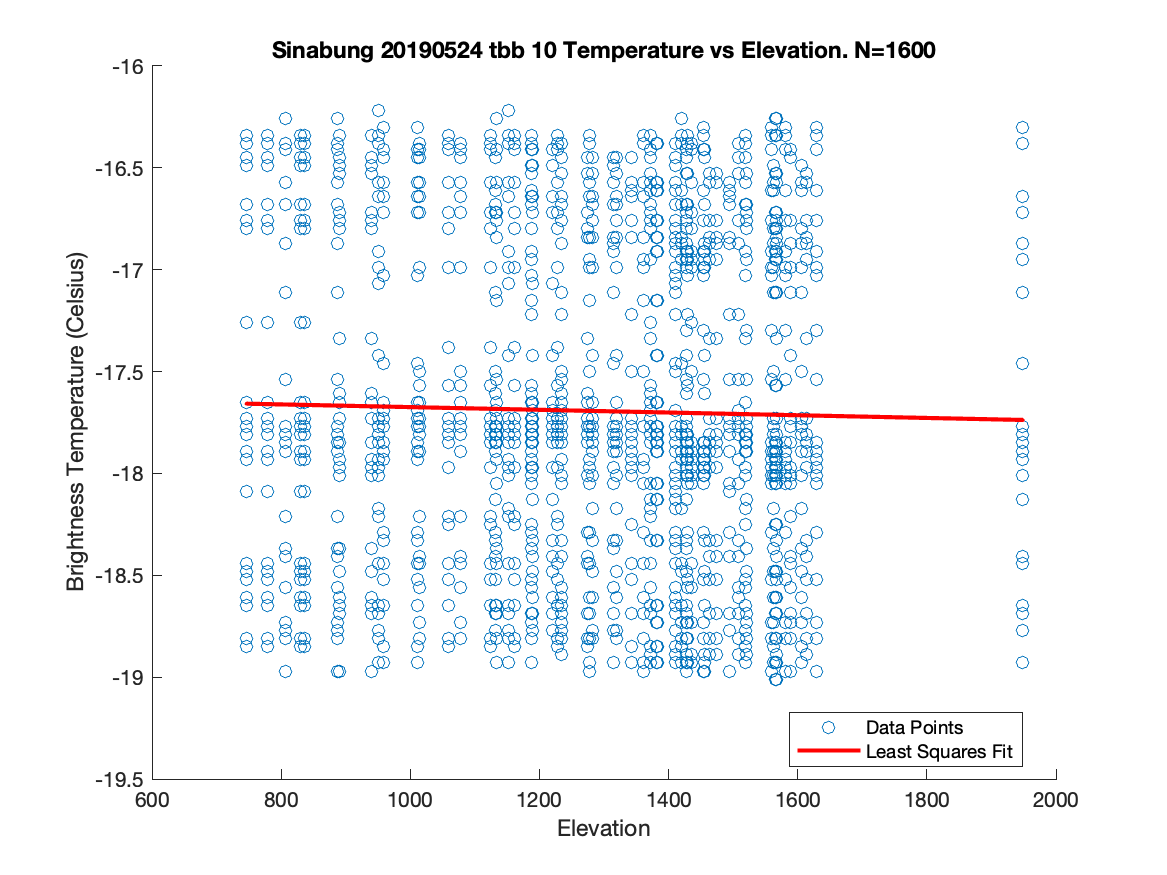 Sinabung 20190524 tbb 10 Temperature vs Elevation. N=1600
Brightness Temperature (Celsius)
-16
-16.5
-17
-17.5
-18
-18.5
-19
-19.5
600 800 1000 1200 1400 1600 1800 2000
Elevation
Data Points
Least Squares Fit